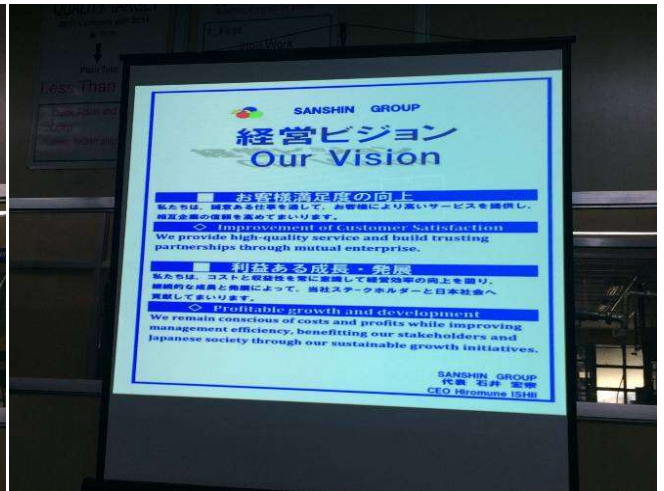 QUALITY MANAGER
Less Than
SANSHIN GROUP
経営ビジョン
Our Vision
お客様満足度の向上
私たちは、誠意ある仕事を通して、お客様により高いサービスを提供し、
相互企業の信頼を高めてまいります。
◇ Improvement of Customer Satisfaction
We provide high-quality service and build trusting
partnerships through mutual enterprise.
利益ある成長・発展
私たちは、コストと収益性を常に意識して経営効率の向上を図り、
継続的な成長と発展によって、当社ステークホルダーと日本社会へ
貢献してまいります。
◇ Profitable growth and development
We remain conscious of costs and profits while improving
management efficiency, benefitting our stakeholders and
Japanese society through our sustainable growth initiatives.
SANSHIN GROUP
代表 石井 宏宗
CEO Hiromune ISHII